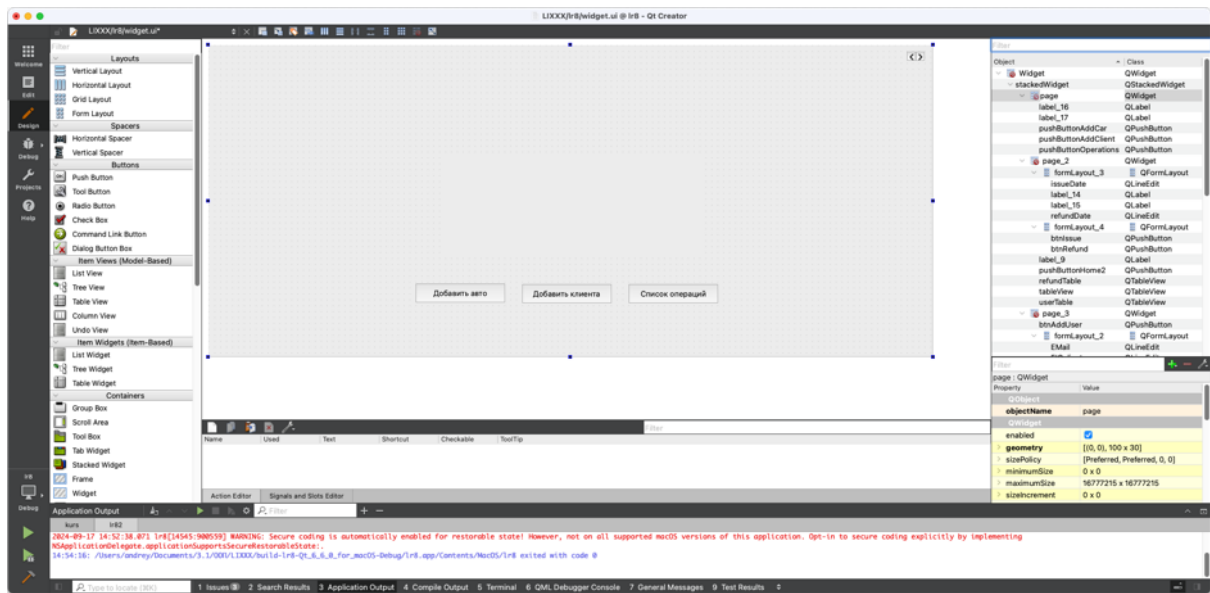 LIXXX/lr8/widget.ui @ lr8 - Qt Creator
LIXXX/lr8/widget.ui*
Welcome
Edit
Design
Debug
Projects
Help
lr8
Debug
Filter
Layouts
Vertical Layout
Horizontal Layout
Grid Layout
Form Layout
Spacers
Horizontal Spacer
Vertical Spacer
Buttons
Push Button
Tool Button
Radio Button
Check Box
Command Link Button
Dialog Button Box
Item Views (Model-Based)
List View
Tree View
Table View
Column View
Undo View
Item Widgets (Item-Based)
List Widget
Tree Widget
Table Widget
Containers
Group Box
Scroll Area
Tool Box
Tab Widget
Stacked Widget
Frame
Widget
Добавить авто Добавить клиента Список операций
Filter
Name Used Text Shortcut Checkable ToolTip
Action Editor Signals and Slots Editor
Filter
Object Class
Widget QWidget
stackedWidget QStackedWidget
page QWidget
label_16 QLabel
label_17 QLabel
pushButtonAddCar QPushButton
pushButtonAddClient QPushButton
pushButtonOperations QPushButton
page_2 QWidget
formLayout_3 QFormLayout
issueDate QLineEdit
label_14 QLabel
label_15 QLabel
refundDate QLineEdit
formLayout_4 QFormLayout
btnIssue QPushButton
btnRefund QPushButton
label_9 QLabel
pushButtonHome2 QPushButton
refundTable QTableView
tableView QTableView
userTable QTableView
page_3 QWidget
btnAddUser QPushButton
formLayout_2 QFormLayout
EMail QLineEdit
Filter
page : QWidget
Property Value
QObject
objectName page
QWidget
enabled
geometry [(0, 0), 100 x 30]
sizePolicy [Preferred, Preferred, 0, 0]
minimumSize 0 x 0
maximumSize 16777215 x 16777215
sizeIncrement 0 x 0
Application Output Filter
kurs lr82
2024-09-17 14:52:38.071 lr8[14545:900559] WARNING: Secure coding is automatically enabled for restorable state! However, not on all supported macOS versions of this application. Opt-in to secure coding explicitly by implementing
NSApplicationDelegate.applicationSupportsSecureRestorableState:.
14:54:16: /Users/andrey/Documents/3.1/ООП/LIXXX/build-lr8-Qt_6_6_0_for_macOS-Debug/lr8.app/Contents/MacOS/lr8 exited with code 0
Type to locate (⌘K) 1 Issues 3 2 Search Results 3 Application Output 4 Compile Output 5 Terminal 6 QML Debugger Console 7 General Messages 9 Test Results